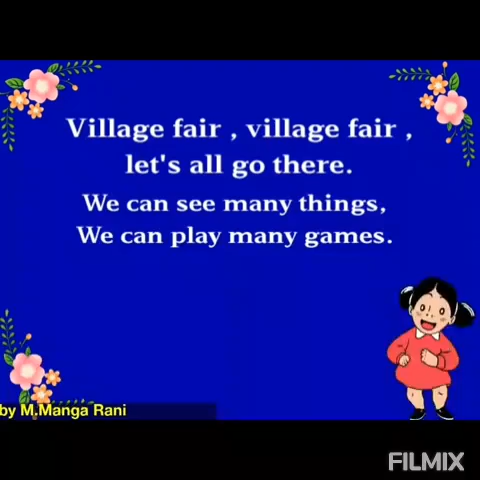 Village fair , village fair ,
let's all go there.
We can see many things,
We can play many games.
by M.Manga Rani
FILMIX